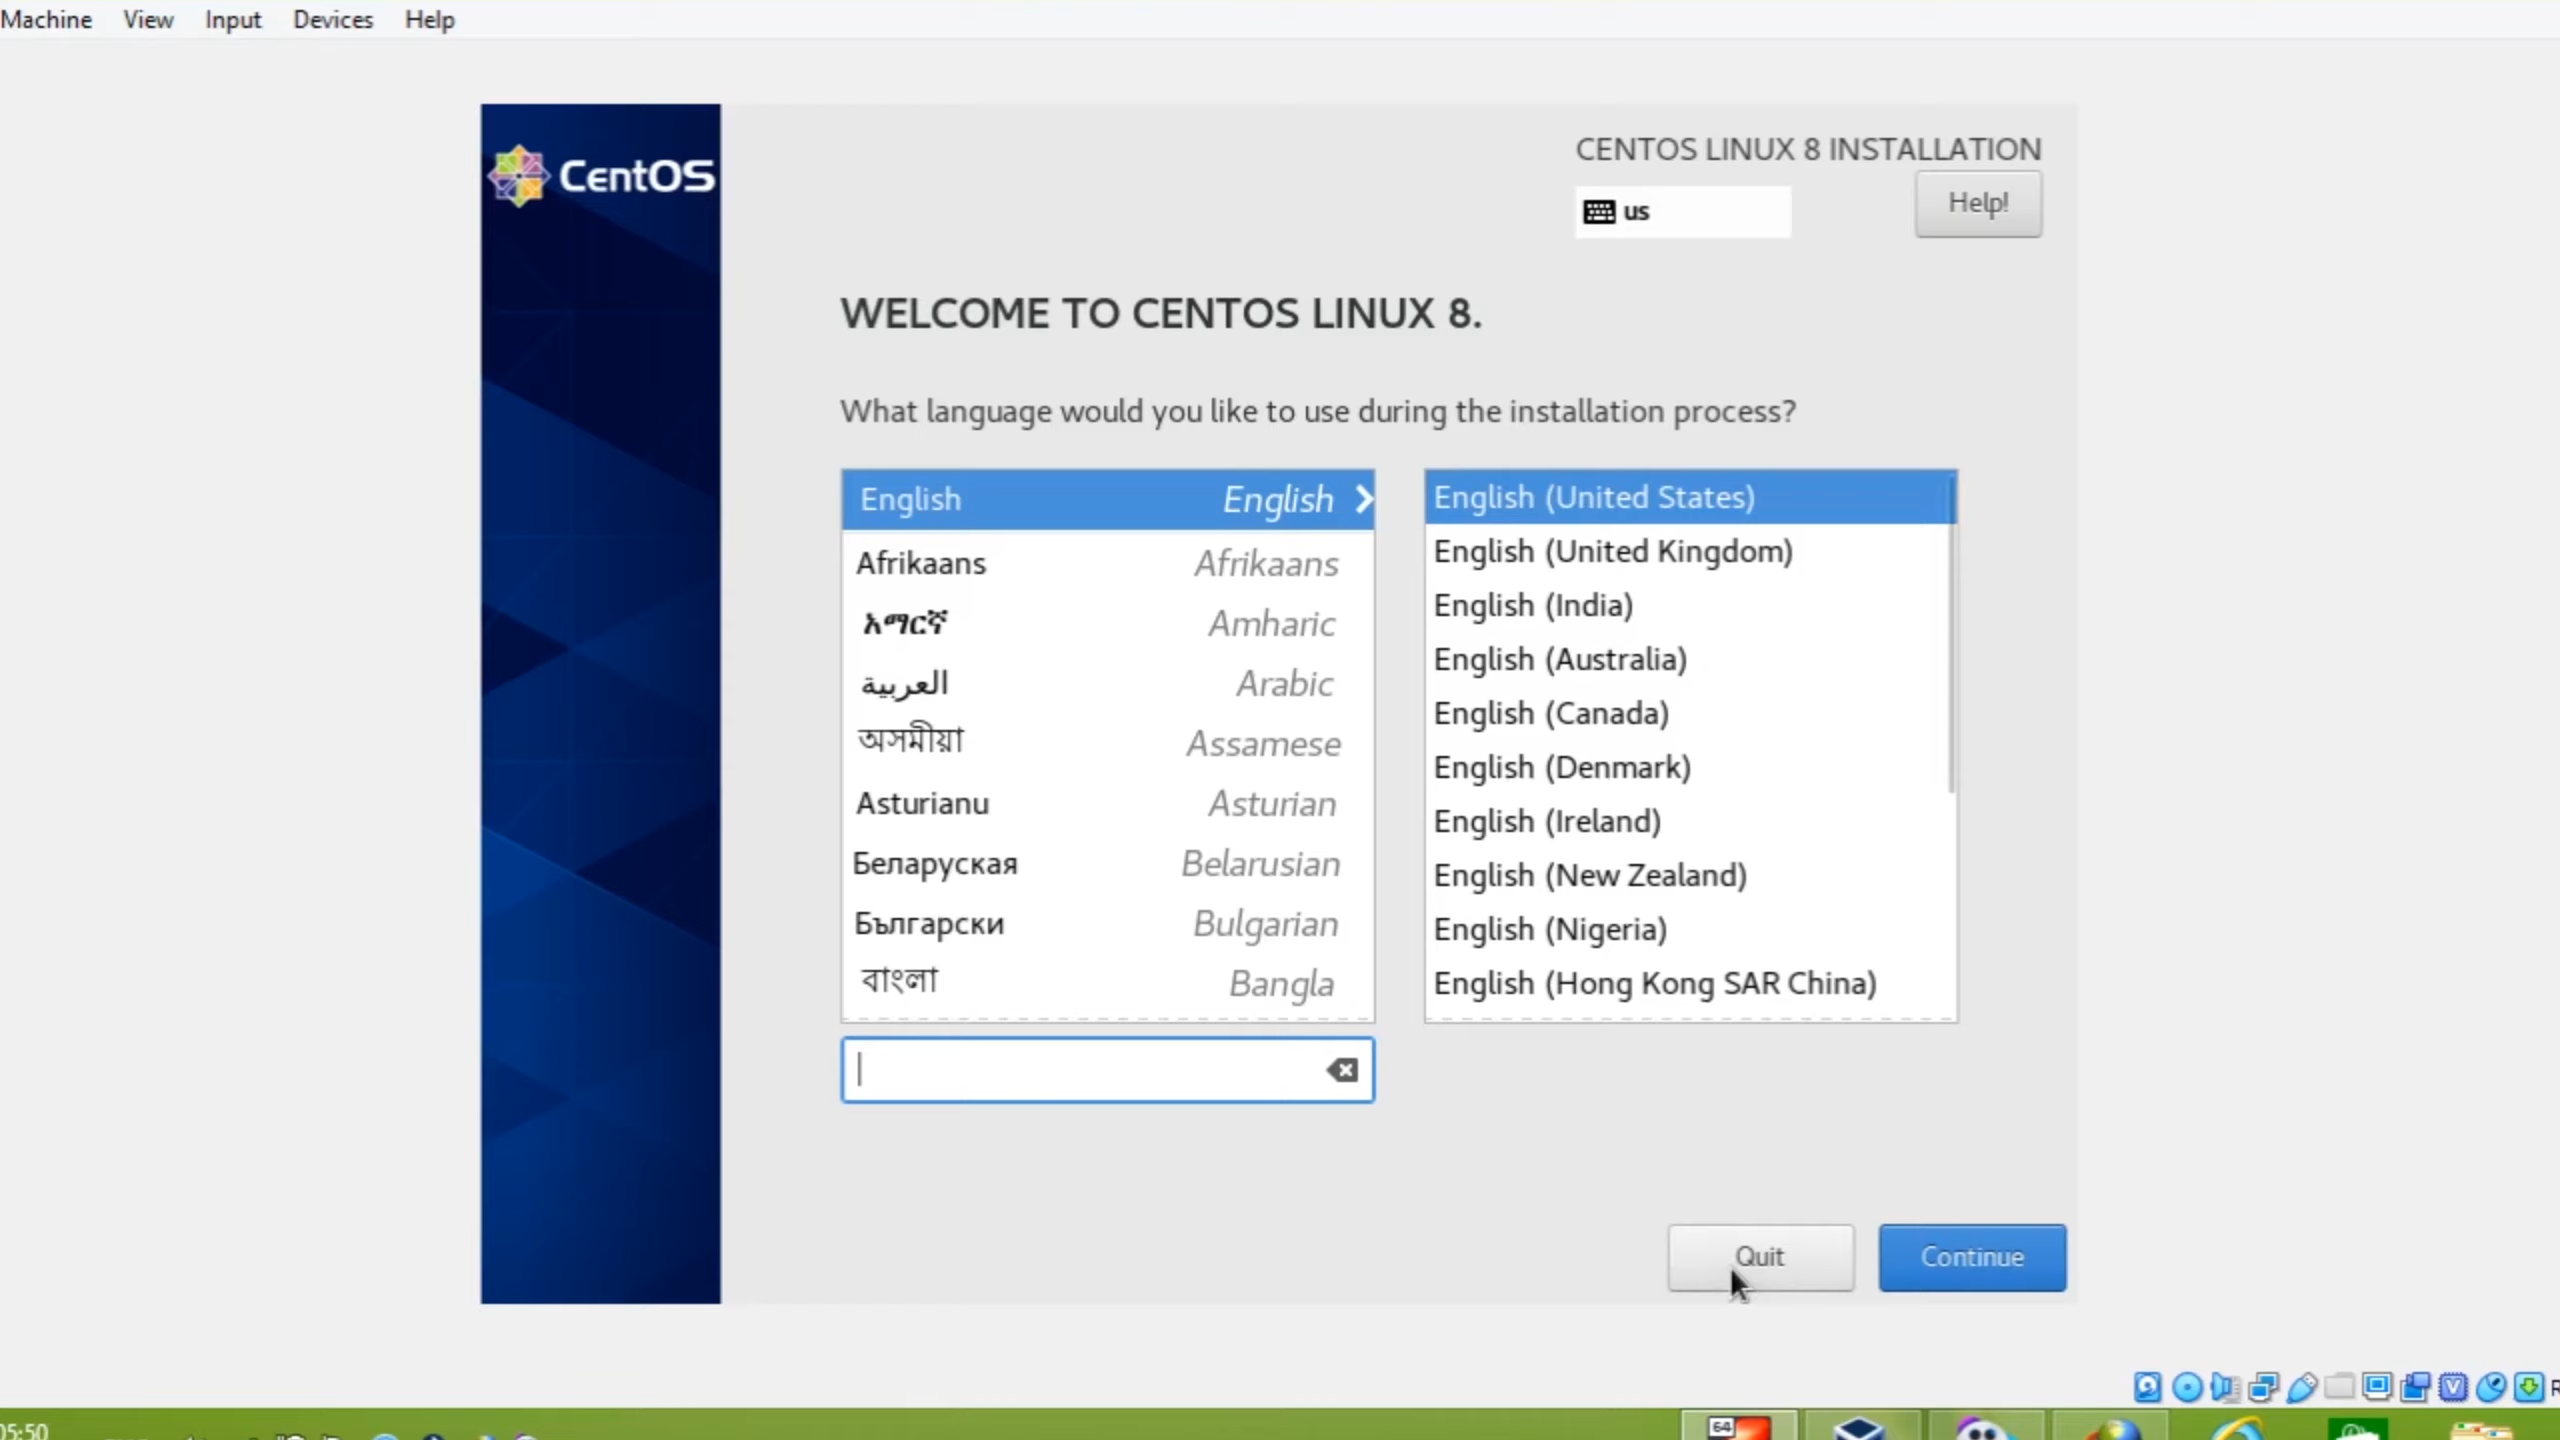 Machine View Input Devices Help
CentOS
CENTOS LINUX 8 INSTALLATION
us
Help!
WELCOME TO CENTOS LINUX 8.
What language would you like to use during the installation process?
English English
Afrikaans Afrikaans
አማርኛ Amharic
العربية Arabic
অসমীয়া Assamese
Asturianu Asturian
Беларуская Belarusian
Български Bulgarian
বাংলা Bangla
English (United States)
English (United Kingdom)
English (India)
English (Australia)
English (Canada)
English (Denmark)
English (Ireland)
English (New Zealand)
English (Nigeria)
English (Hong Kong SAR China)
Quit Continue
05:50
64